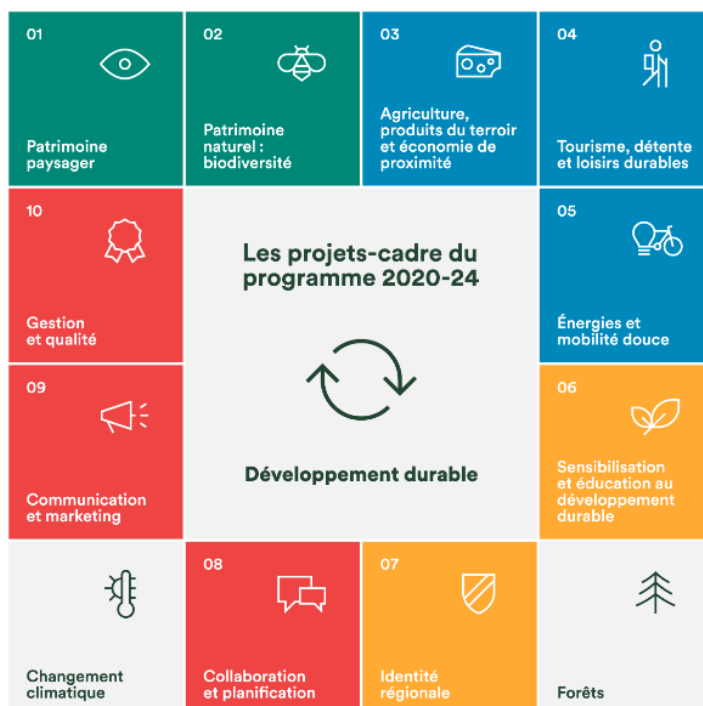 01
Patrimoine
paysager
02
Patrimoine
naturel :
biodiversité
03
Agriculture,
produits du terroir
et économie de
proximité
04
Tourisme, détente
et loisirs durables
10
Gestion
et qualité
Les projets-cadre du
programme 2020-24
Développement durable
05
Énergies et
mobilité douce
09
Communication
et marketing
06
Sensibilisation
et éducation au
développement
durable
Changement
climatique
08
Collaboration
et planification
07
Identité
régionale
Forêts